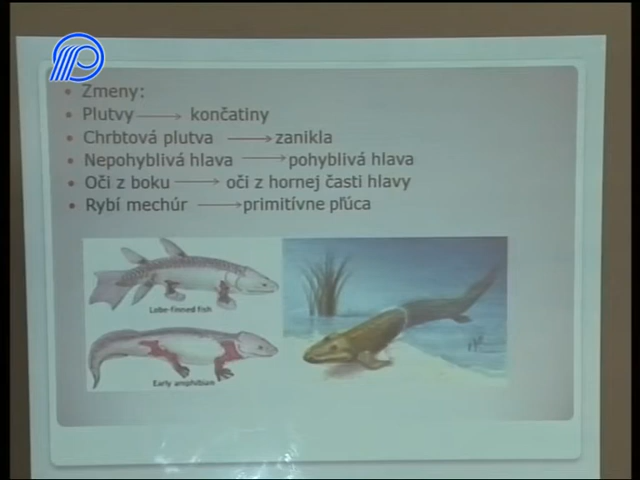 • Zmeny:
• Plutvy → končatiny
• Chrbtová plutva → zanikla
• Nepohyblivá hlava → pohyblivá hlava
• Oči z boku → oči z hornej časti hlavy
• Rybí mechúr → primitívne pľúca
Lobe-finned fish
Early amphibian